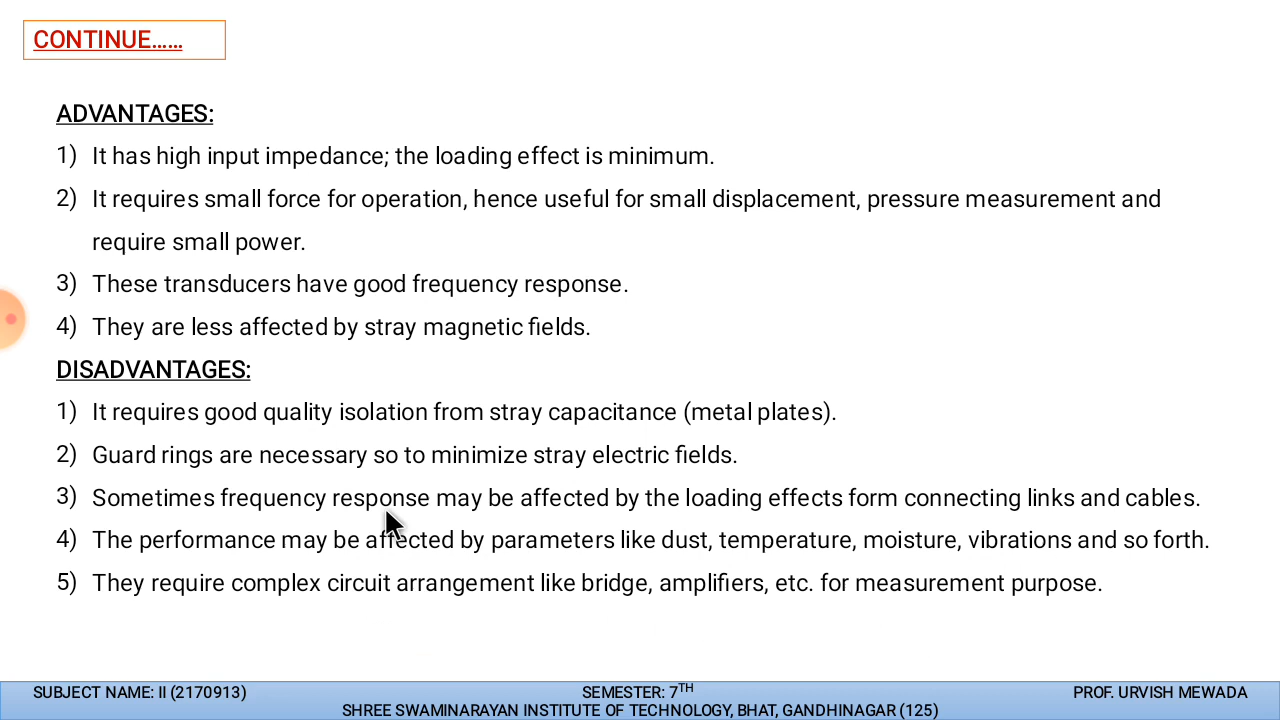 CONTINUE......
ADVANTAGES:
1) It has high input impedance; the loading effect is minimum.
2) It requires small force for operation, hence useful for small displacement, pressure measurement and
require small power.
3) These transducers have good frequency response.
4) They are less affected by stray magnetic fields.
DISADVANTAGES:
1) It requires good quality isolation from stray capacitance (metal plates).
2) Guard rings are necessary so to minimize stray electric fields.
3) Sometimes frequency response may be affected by the loading effects form connecting links and cables.
4) The performance may be affected by parameters like dust, temperature, moisture, vibrations and so forth.
5) They require complex circuit arrangement like bridge, amplifiers, etc. for measurement purpose.
SUBJECT NAME: II (2170913) SEMESTER: 7TH PROF. URVISH MEWADA
SHREE SWAMINARAYAN INSTITUTE OF TECHNOLOGY, BHAT, GANDHINAGAR (125)